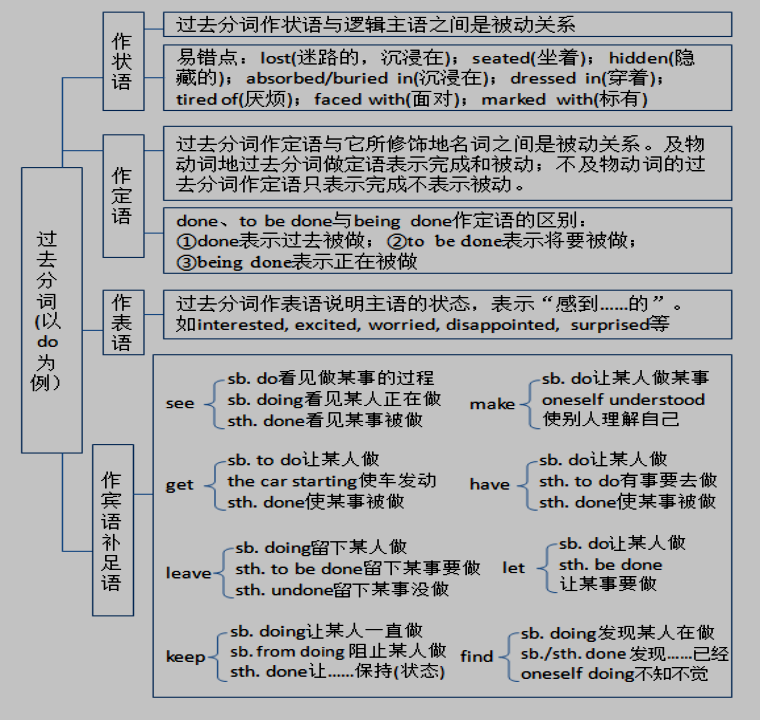 过去分词(以do为例)
作状语
过去分词作状语与逻辑主语之间是被动关系
易错点：lost(迷路的，沉浸在)；seated(坐着)；hidden(隐
藏的)；absorbed/buried in(沉浸在)；dressed in(穿着)；
tired of(厌烦)；faced with(面对)；marked with(标有)
作定语
过去分词作定语与它所修饰地名词之间是被动关系。及物
动词地过去分词做定语表示完成和被动；不及物动词的过
去分词作定语只表示完成不表示被动。
done、to be done与being done作定语的区别：
①done表示过去被做；②to be done表示将要被做；
③being done表示正在被做
作表语
过去分词作表语说明主语的状态，表示“感到……的”。
如interested, excited, worried, disappointed, surprised等
作宾语补足语
see
sb. do看见做某事的过程
sb. doing看见某人正在做
sth. done看见某事被做
make
sb. do让某人做某事
oneself understood
使别人理解自己
get
sb. to do让某人做
the car starting使车发动
sth. done使某事被做
have
sb. do让某人做
sth. to do有事要去做
sth. done使某事被做
leave
sb. doing留下某人做
sth. to be done留下某事要做
sth. undone留下某事没做
let
sb. do让某人做
sth. be done
让某事要做
keep
sb. doing让某人一直做
sb. from doing 阻止某人做
sth. done让……保持(状态)
find
sb. doing发现某人在做
sb./sth. done 发现……已经
oneself doing不知不觉